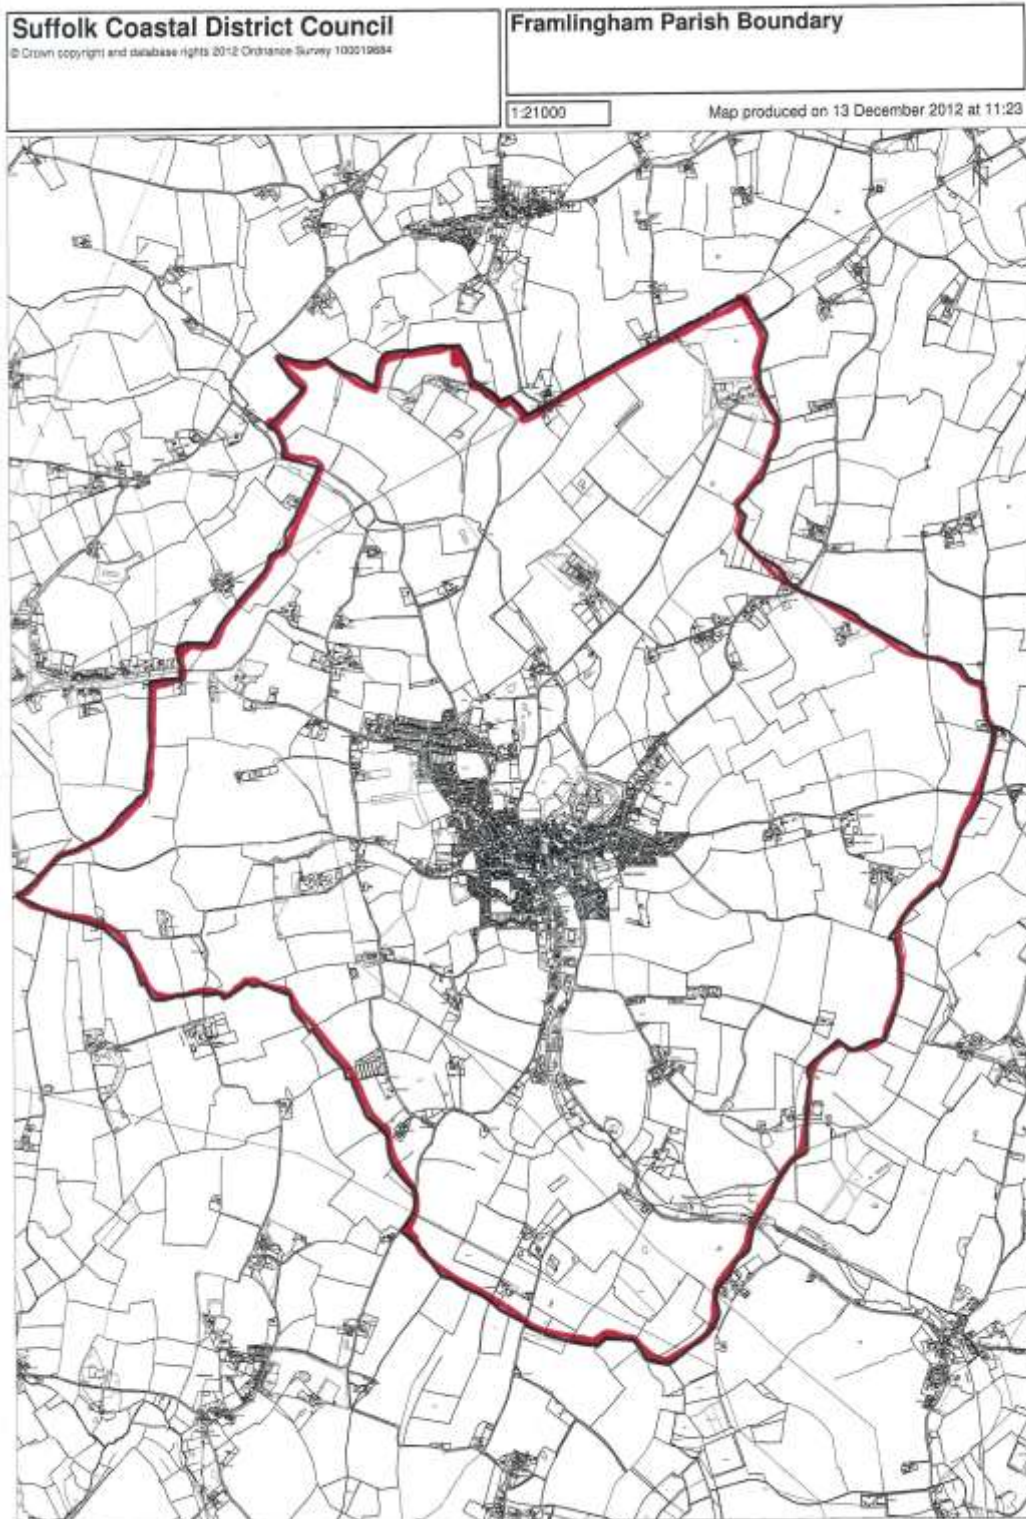 Suffolk Coastal District Council
© Crown copyright and database rights 2012 Ordnance Survey 100019684
Framlingham Parish Boundary
1:21000
Map produced on 13 December 2012 at 11:23